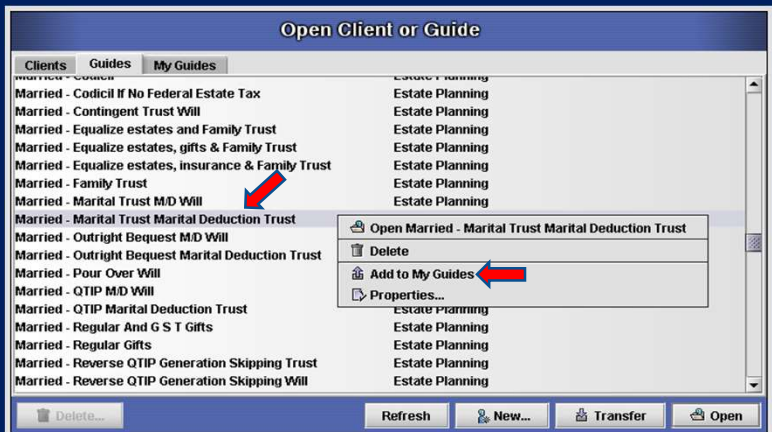 Open Client or Guide
Clients Guides My Guides
Married - Codicil Estate Planning
Married - Codicil If No Federal Estate Tax Estate Planning
Married - Contingent Trust Will Estate Planning
Married - Equalize estates and Family Trust Estate Planning
Married - Equalize estates, gifts & Family Trust Estate Planning
Married - Equalize estates, insurance & Family Trust Estate Planning
Married - Family Trust Estate Planning
Married - Marital Trust M/D Will Estate Planning
Married - Marital Trust Marital Deduction Trust
Open Married - Marital Trust Marital Deduction Trust
Married - Outright Bequest M/D Will
Delete
Married - Outright Bequest Marital Deduction Trust
Married - Pour Over Will
Add to My Guides
Married - QTIP M/D Will
Properties...
Married - QTIP Marital Deduction Trust Estate Planning
Married - Regular And G S T Gifts Estate Planning
Married - Regular Gifts Estate Planning
Married - Reverse QTIP Generation Skipping Trust Estate Planning
Married - Reverse QTIP Generation Skipping Will Estate Planning
Delete... Refresh New... Transfer Open